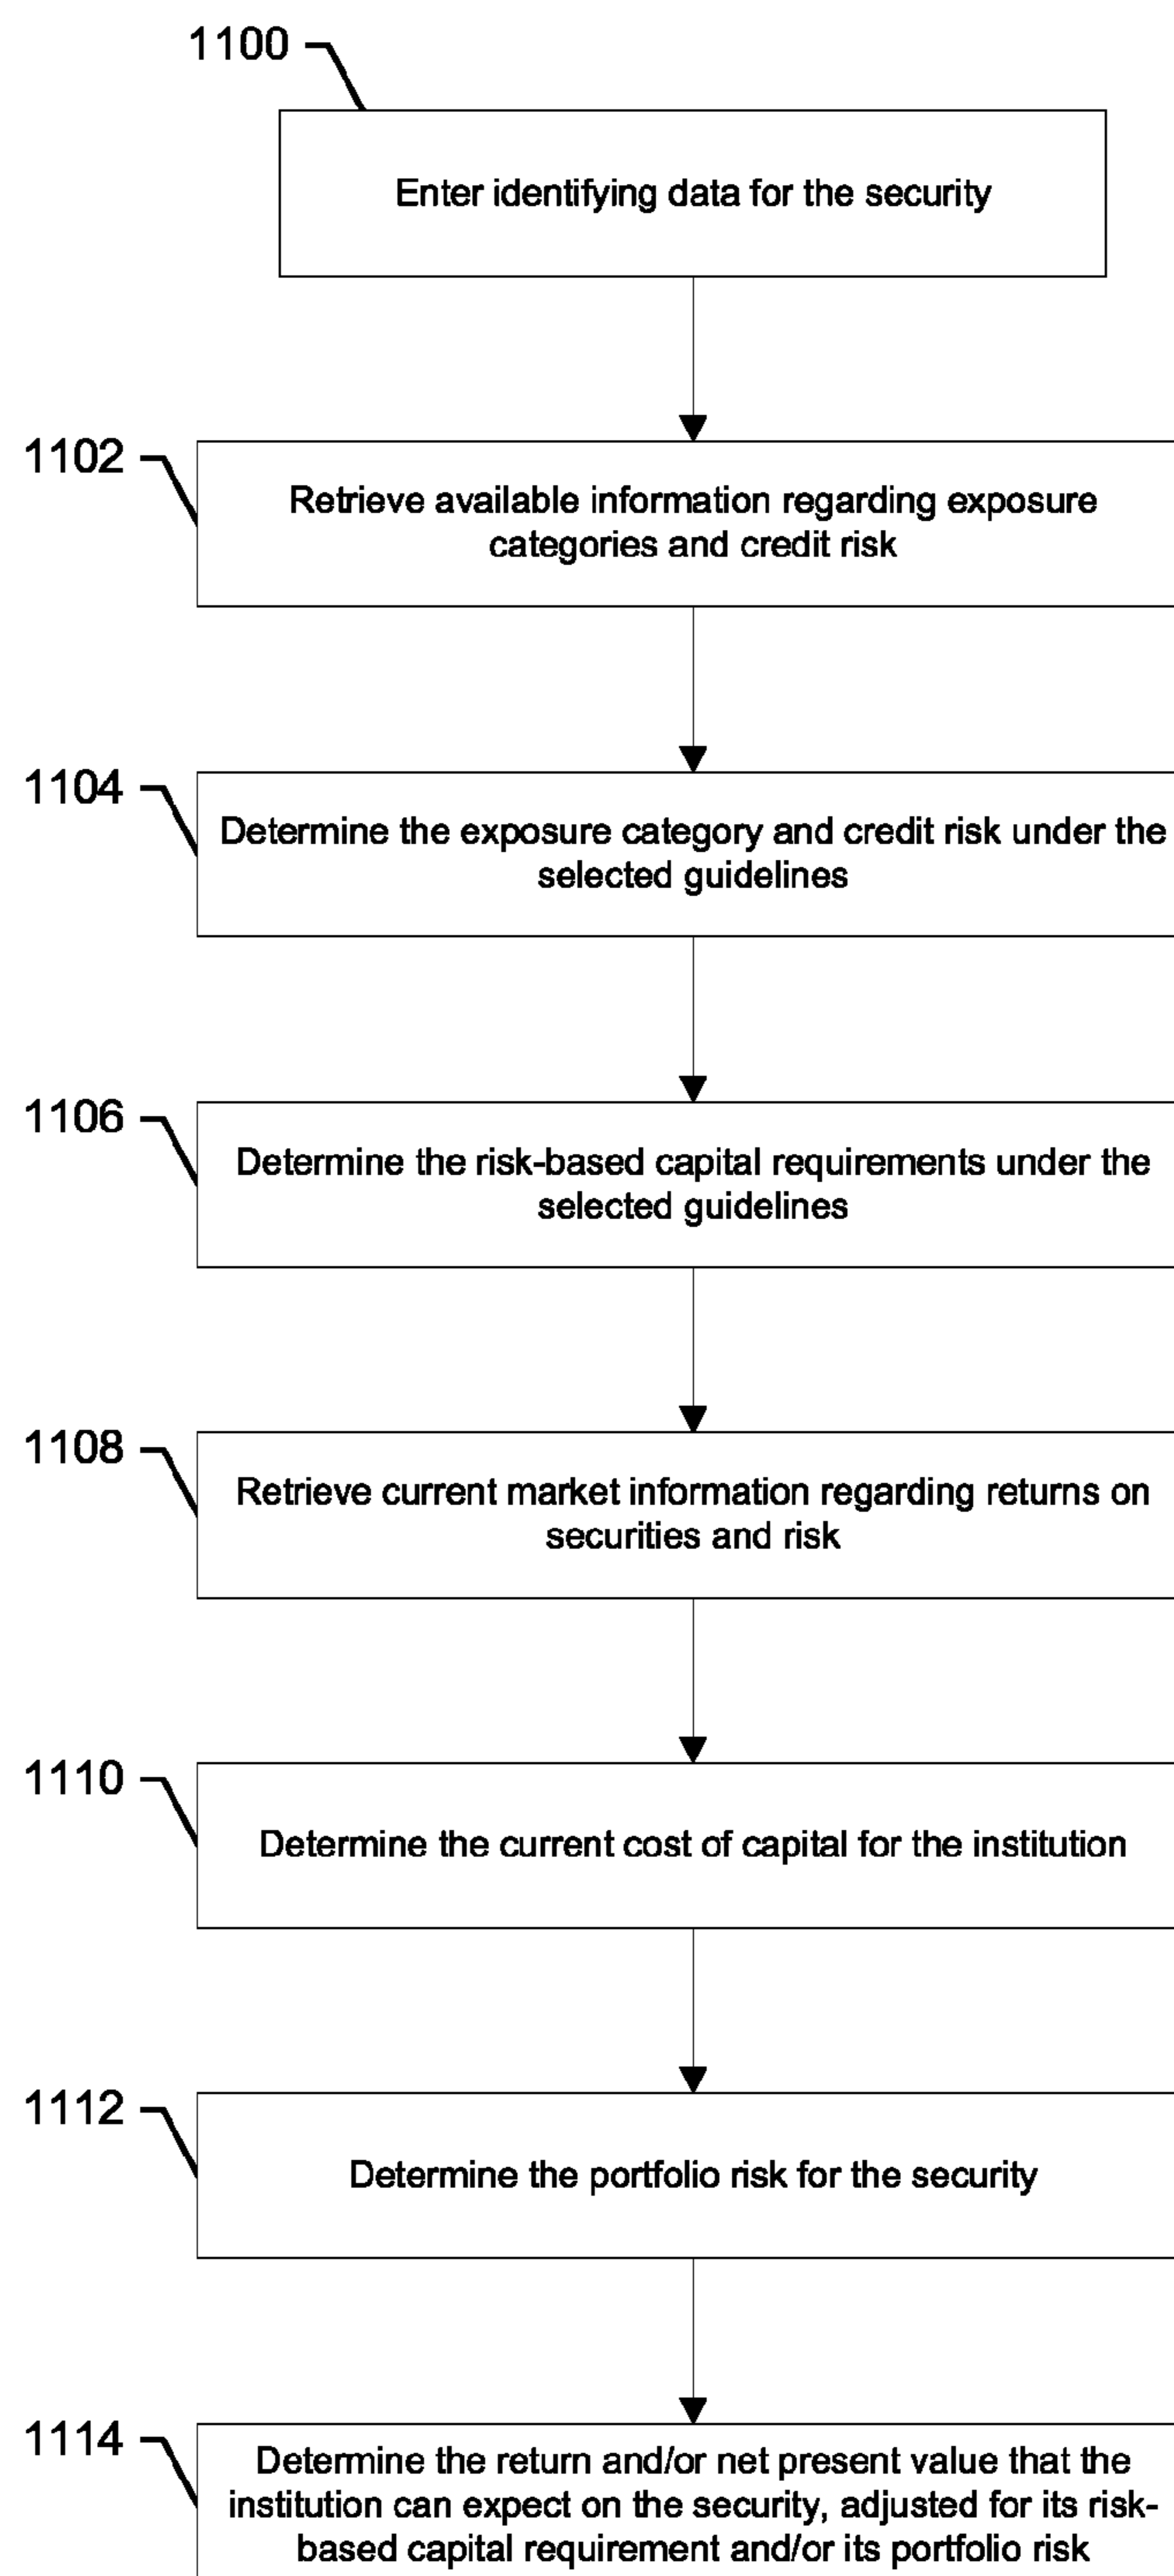 1100
Enter identifying data for the security
1102
Retrieve available information regarding exposure
categories and credit risk
1104
Determine the exposure category and credit risk under the
selected guidelines
1106
Determine the risk-based capital requirements under the
selected guidelines
1108
Retrieve current market information regarding returns on
securities and risk
1110
Determine the current cost of capital for the institution
1112
Determine the portfolio risk for the security
1114
Determine the return and/or net present value that the
institution can expect on the security, adjusted for its risk-
based capital requirement and/or its portfolio risk